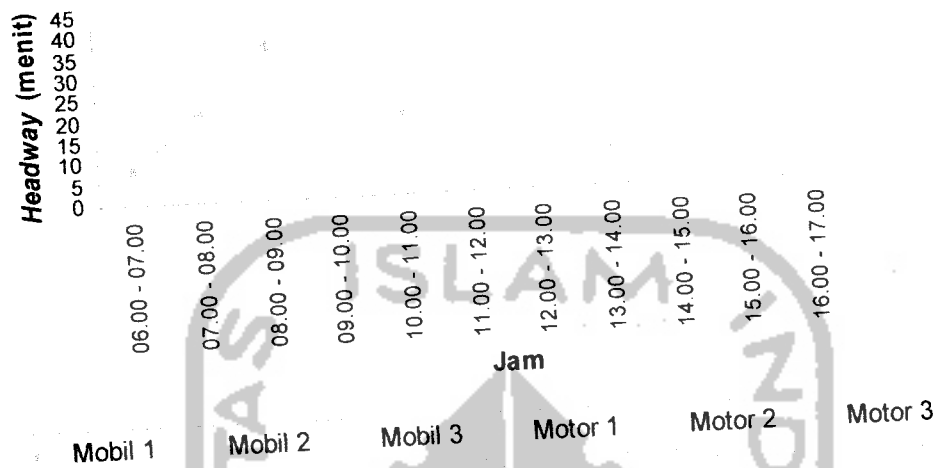 Headway (menit)
45
40
35
30
25
20
15
10
5
0
06.00 - 07.00
07.00 - 08.00
08.00 - 09.00
09.00 - 10.00
10.00 - 11.00
11.00 - 12.00
12.00 - 13.00
13.00 - 14.00
14.00 - 15.00
15.00 - 16.00
16.00 - 17.00
Jam
Mobil 1 Mobil 2 Mobil 3 Motor 1 Motor 2 Motor 3
ISLAM
TAS